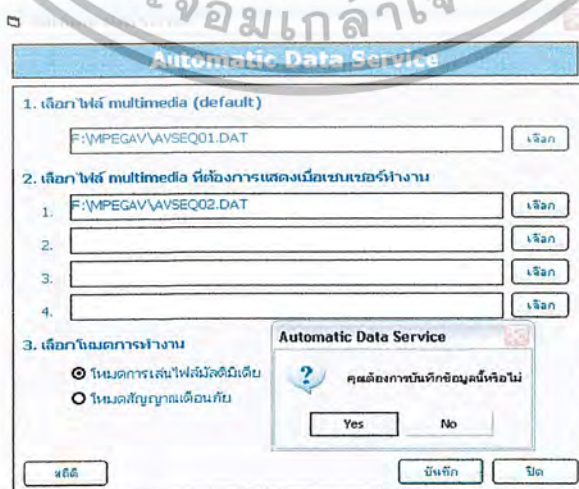 จอมเกล้าเจ
Automatic Data Service
1. เลือกไฟล์ multimedia (default)
F:\MPEGAV\AVSEQ01.DAT
เลือก
2. เลือกไฟล์ multimedia ที่ต้องการแสดงเมื่อเซนเซอร์ทำงาน
1. F:\MPEGAV\AVSEQ02.DAT
เลือก
2.
เลือก
3.
เลือก
4.
เลือก
3. เลือกโหมดการทำงาน
โหมดการเล่นไฟล์มัลติมีเดีย
โหมดสัญญาณเตือนภัย
Automatic Data Service
คุณต้องการบันทึกข้อมูลนี้หรือไม่
Yes No
สถิติ
บันทึก
ปิด